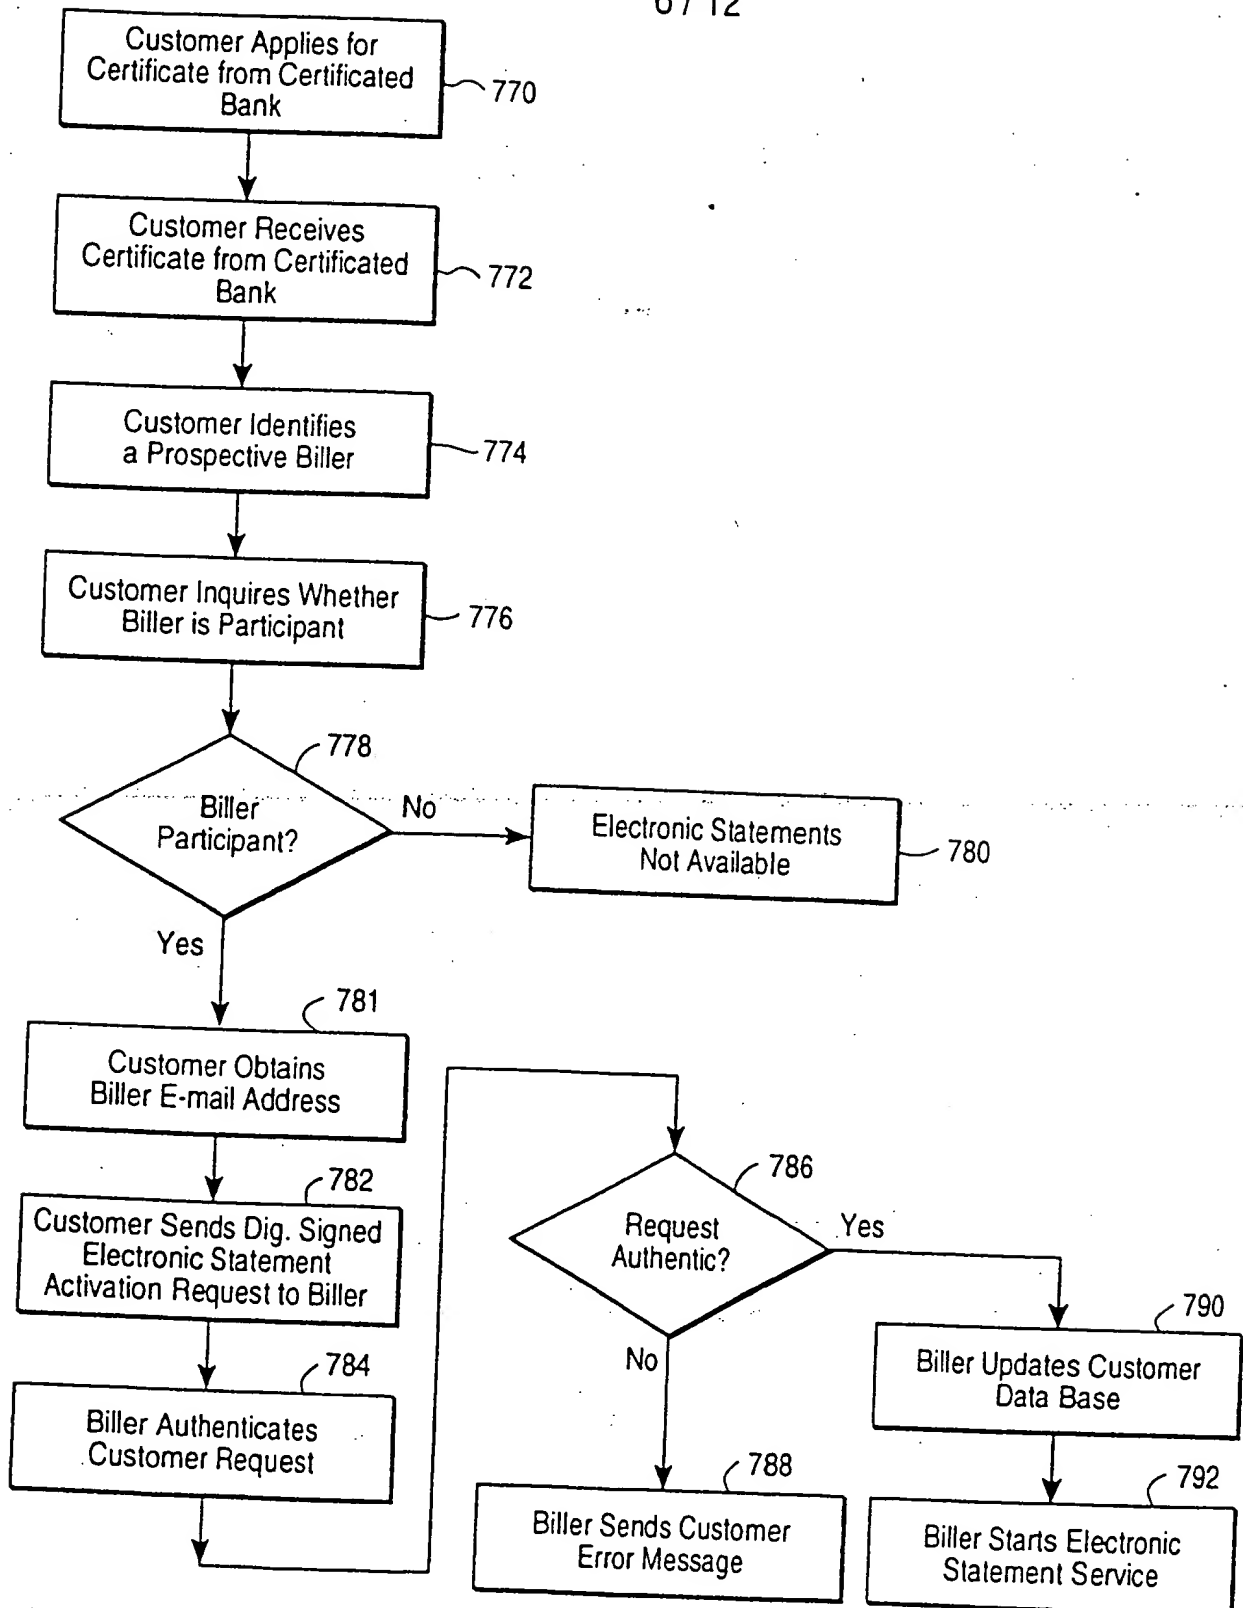 6 / 12
Customer Applies for
Certificate from Certificated
Bank
770
Customer Receives
Certificate from Certificated
Bank
772
Customer Identifies
a Prospective Biller
774
Customer Inquires Whether
Biller is Participant
776
778
Biller
Participant?
No
Electronic Statements
Not Available
780
Yes
781
Customer Obtains
Biller E-mail Address
782
Customer Sends Dig. Signed
Electronic Statement
Activation Request to Biller
784
Biller Authenticates
Customer Request
786
Request
Authentic?
Yes
No
788
Biller Sends Customer
Error Message
790
Biller Updates Customer
Data Base
792
Biller Starts Electronic
Statement Service